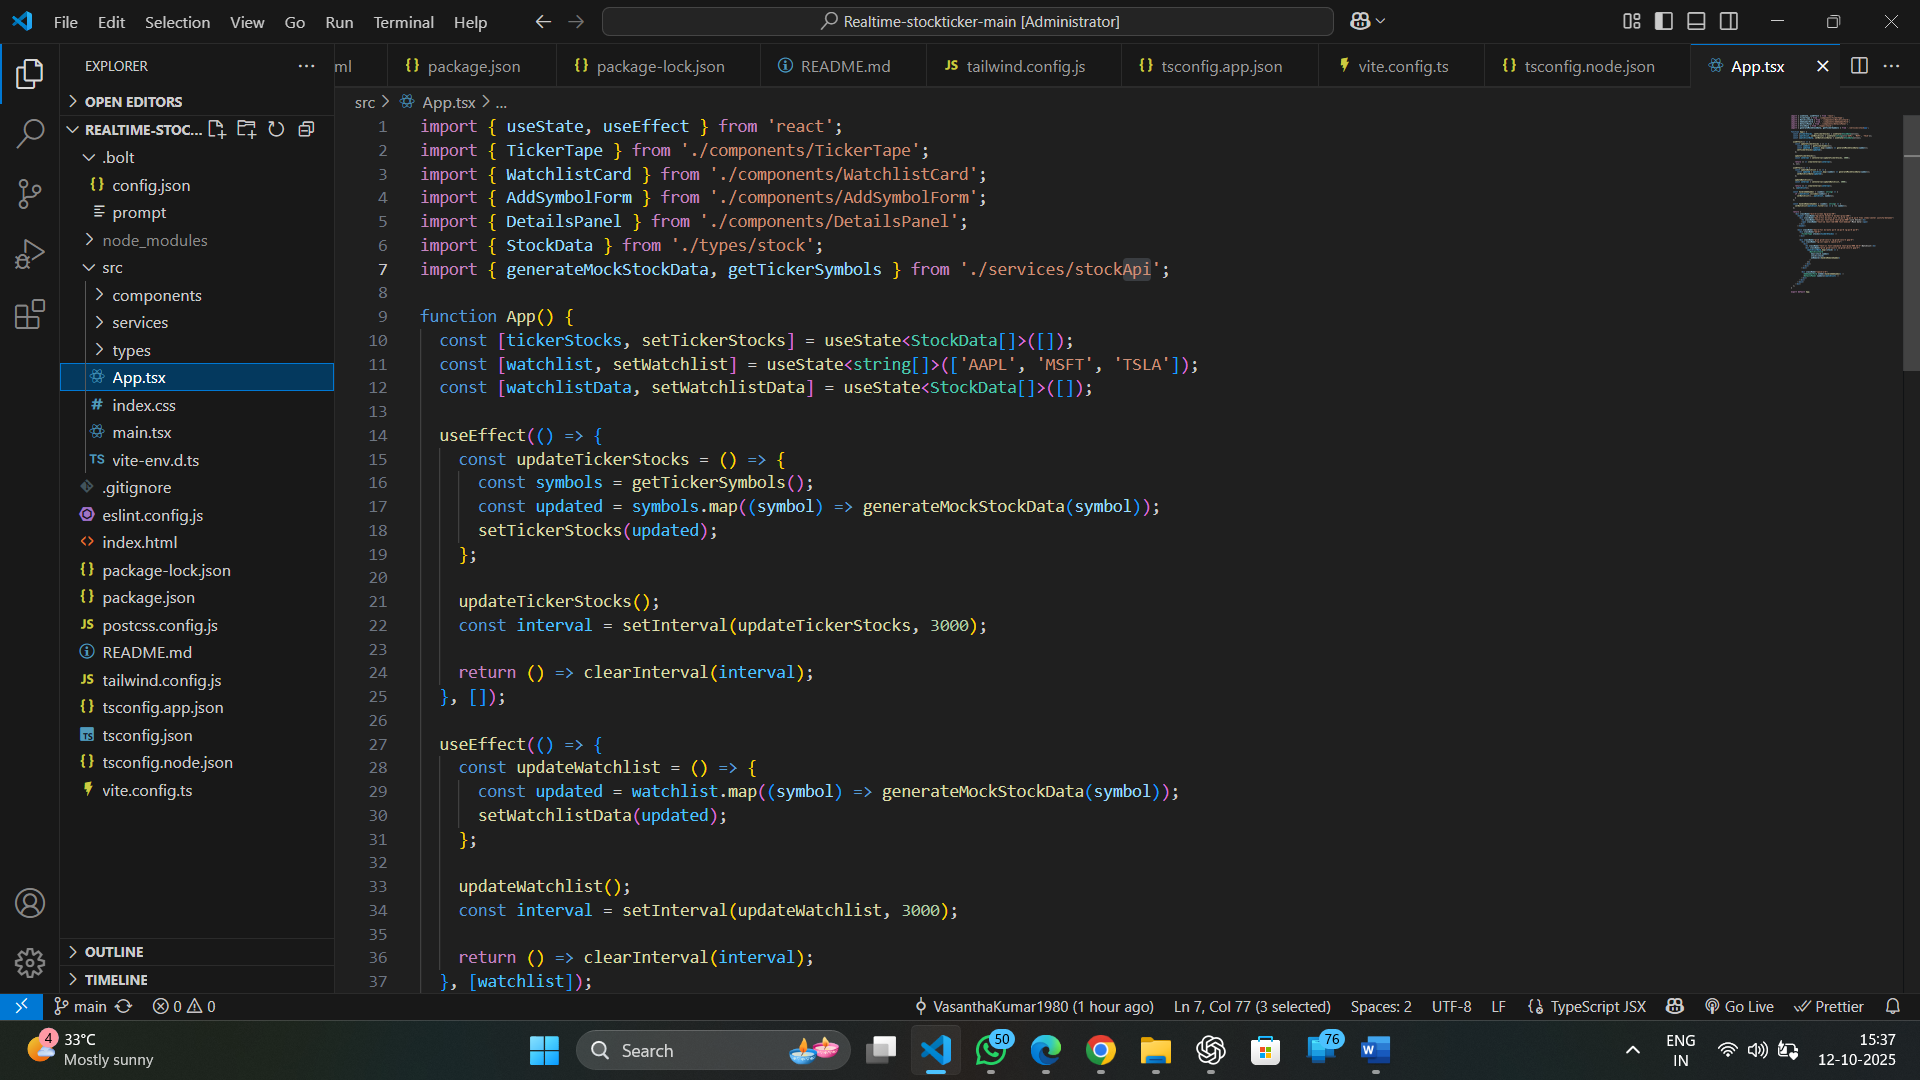 File Edit Selection View Go Run Terminal Help
Realtime-stockticker-main [Administrator]
EXPLORER
ml
package.json
package-lock.json
README.md
tailwind.config.js
tsconfig.app.json
vite.config.ts
tsconfig.node.json
App.tsx
OPEN EDITORS
REALTIME-STOC...
.bolt
config.json
prompt
node_modules
src
components
services
types
App.tsx
index.css
main.tsx
vite-env.d.ts
.gitignore
eslint.config.js
index.html
package-lock.json
package.json
postcss.config.js
README.md
tailwind.config.js
tsconfig.app.json
tsconfig.json
tsconfig.node.json
vite.config.ts
OUTLINE
TIMELINE
src > App.tsx > ...
1 import { useState, useEffect } from 'react';
2 import { TickerTape } from './components/TickerTape';
3 import { WatchlistCard } from './components/WatchlistCard';
4 import { AddSymbolForm } from './components/AddSymbolForm';
5 import { DetailsPanel } from './components/DetailsPanel';
6 import { StockData } from './types/stock';
7 import { generateMockStockData, getTickerSymbols } from './services/stockApi';
8
9 function App() {
10 const [tickerStocks, setTickerStocks] = useState<StockData[]>([]);
11 const [watchlist, setWatchlist] = useState<string[]>(['AAPL', 'MSFT', 'TSLA']);
12 const [watchlistData, setWatchlistData] = useState<StockData[]>([]);
13
14 useEffect(() => {
15 const updateTickerStocks = () => {
16 const symbols = getTickerSymbols();
17 const updated = symbols.map((symbol) => generateMockStockData(symbol));
18 setTickerStocks(updated);
19 };
20
21 updateTickerStocks();
22 const interval = setInterval(updateTickerStocks, 3000);
23
24 return () => clearInterval(interval);
25 }, []);
26
27 useEffect(() => {
28 const updateWatchlist = () => {
29 const updated = watchlist.map((symbol) => generateMockStockData(symbol));
30 setWatchlistData(updated);
31 };
32
33 updateWatchlist();
34 const interval = setInterval(updateWatchlist, 3000);
35
36 return () => clearInterval(interval);
37 }, [watchlist]);
main 0 0 VasanthaKumar1980 (1 hour ago) Ln 7, Col 77 (3 selected) Spaces: 2 UTF-8 LF TypeScript JSX Go Live Prettier
4
33°C
Mostly sunny
Search
50
76
ENG
IN
15:37
12-10-2025